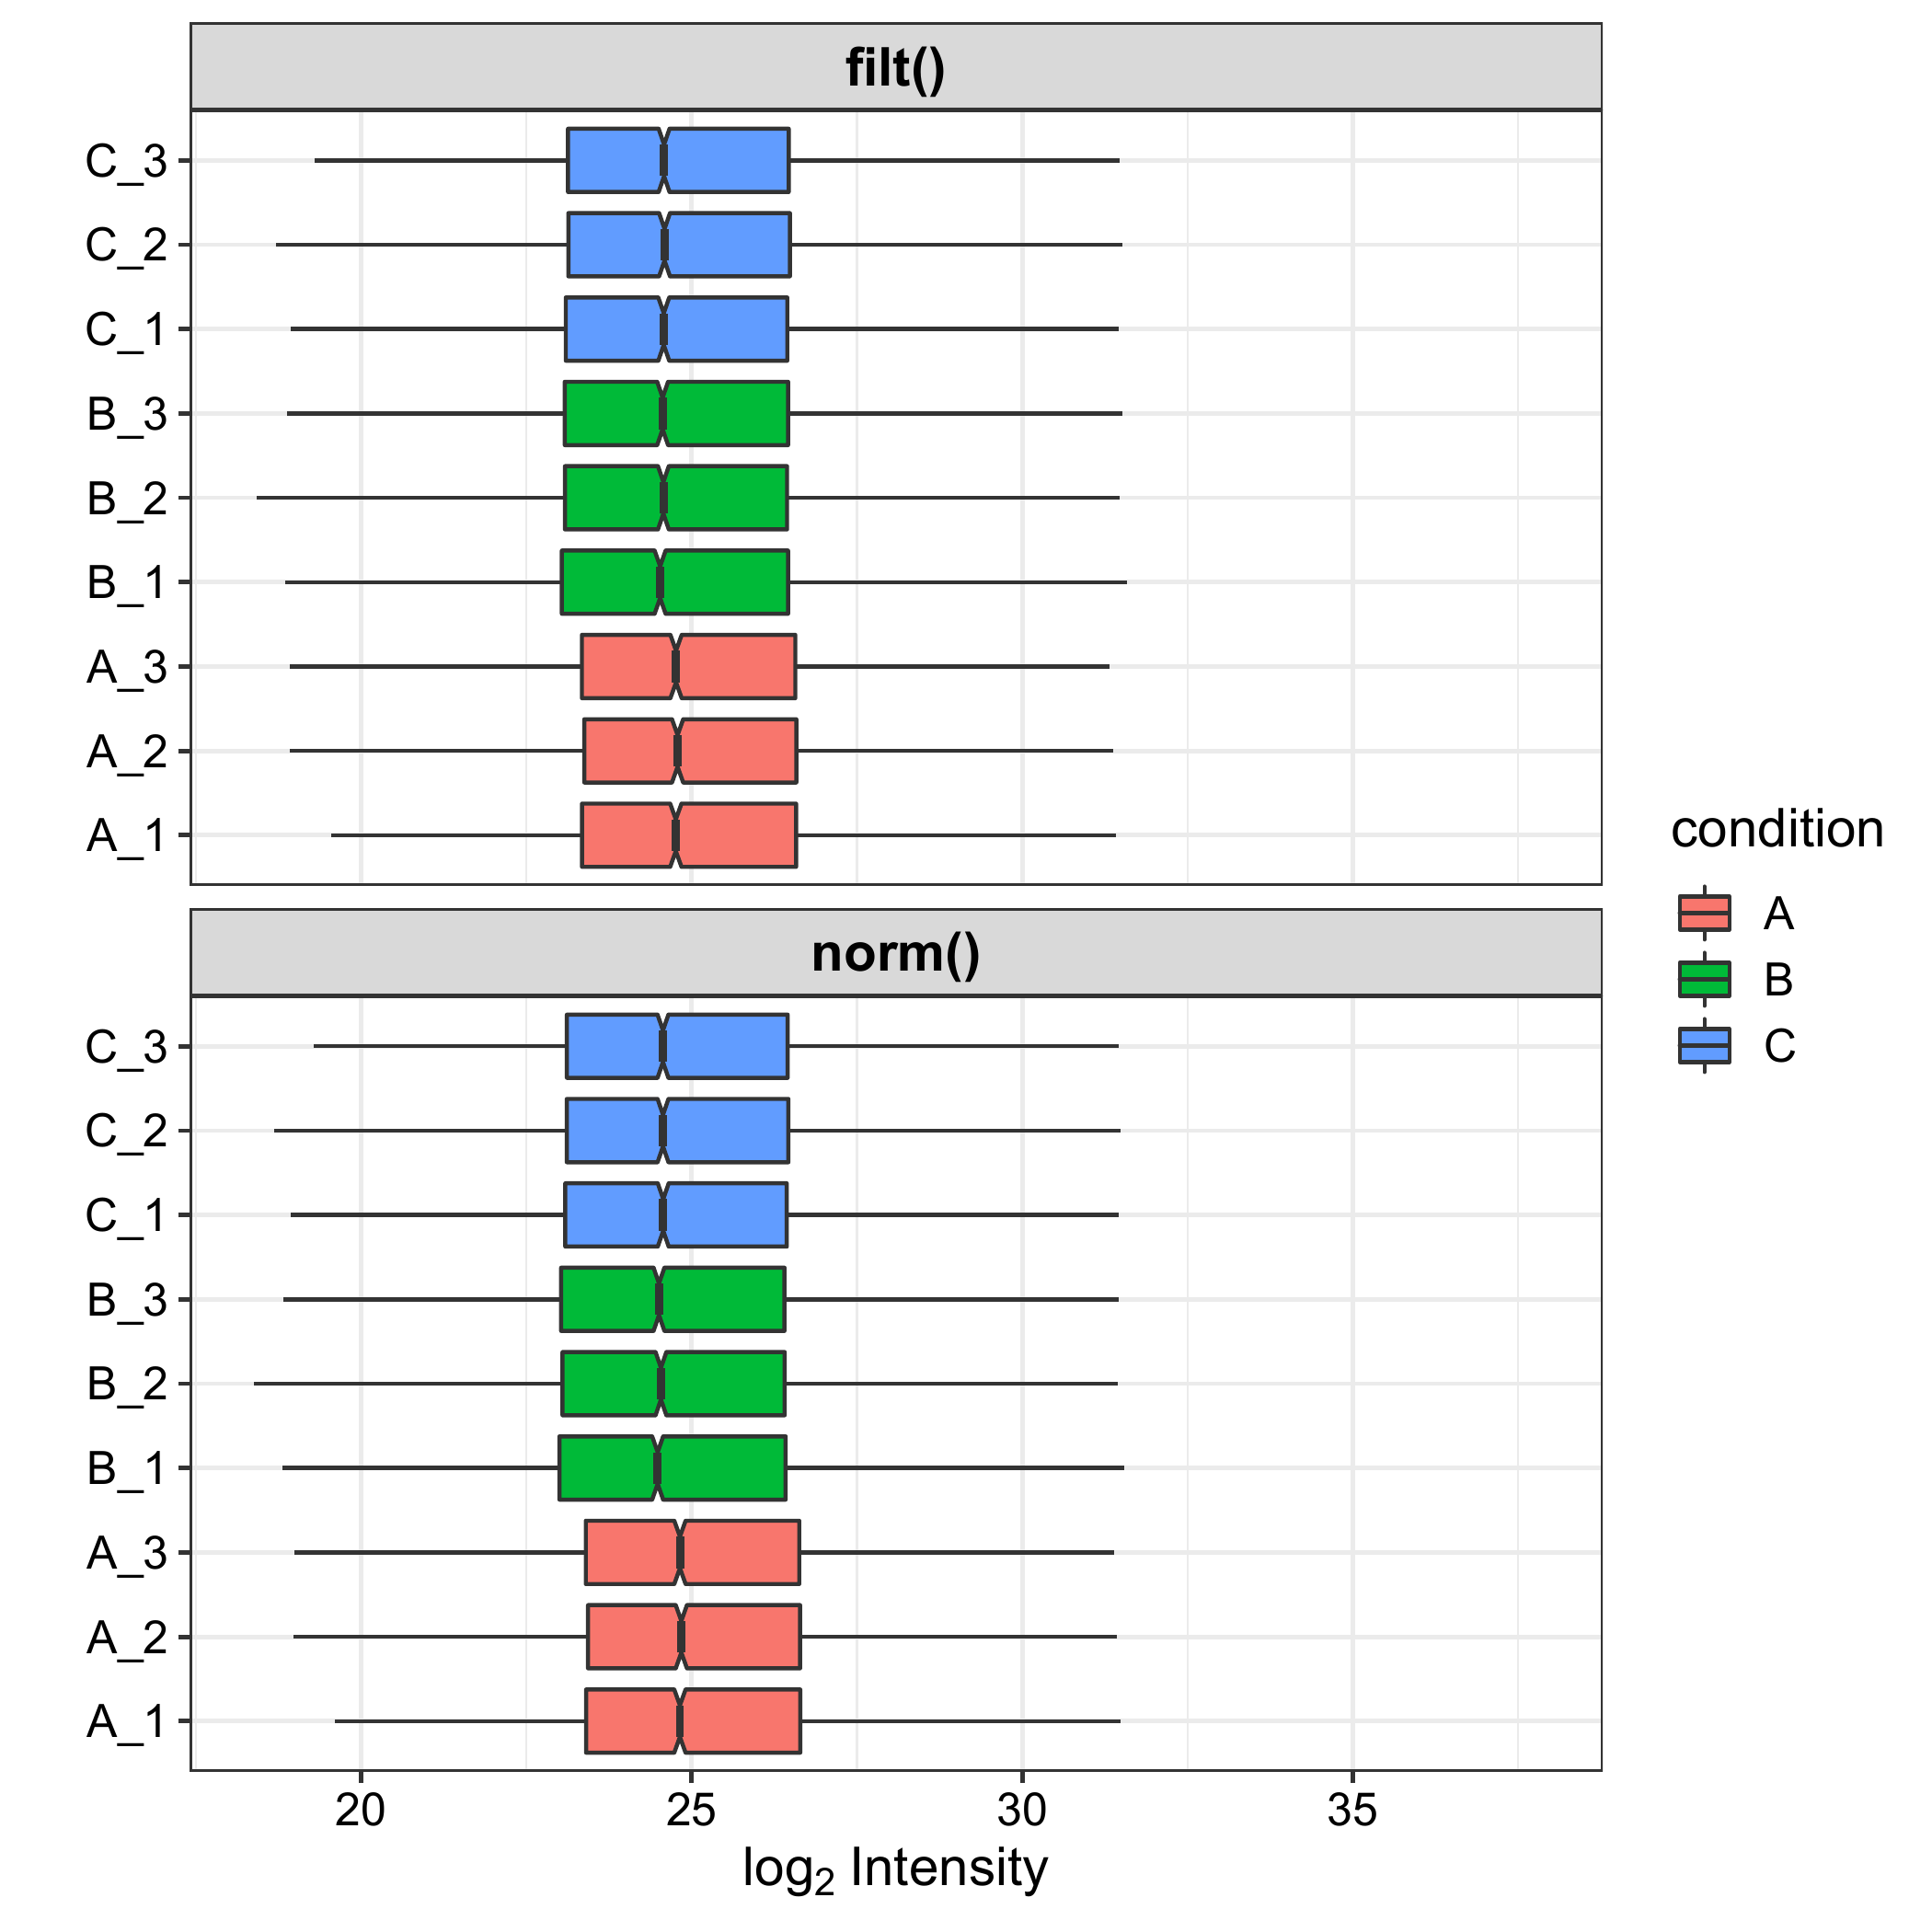 filt()
C_3
C_2
C_1
B_3
B_2
B_1
A_3
A_2
A_1
norm()
C_3
C_2
C_1
B_3
B_2
B_1
A_3
A_2
A_1
20 25 30 35
log₂ Intensity
condition
A
B
C